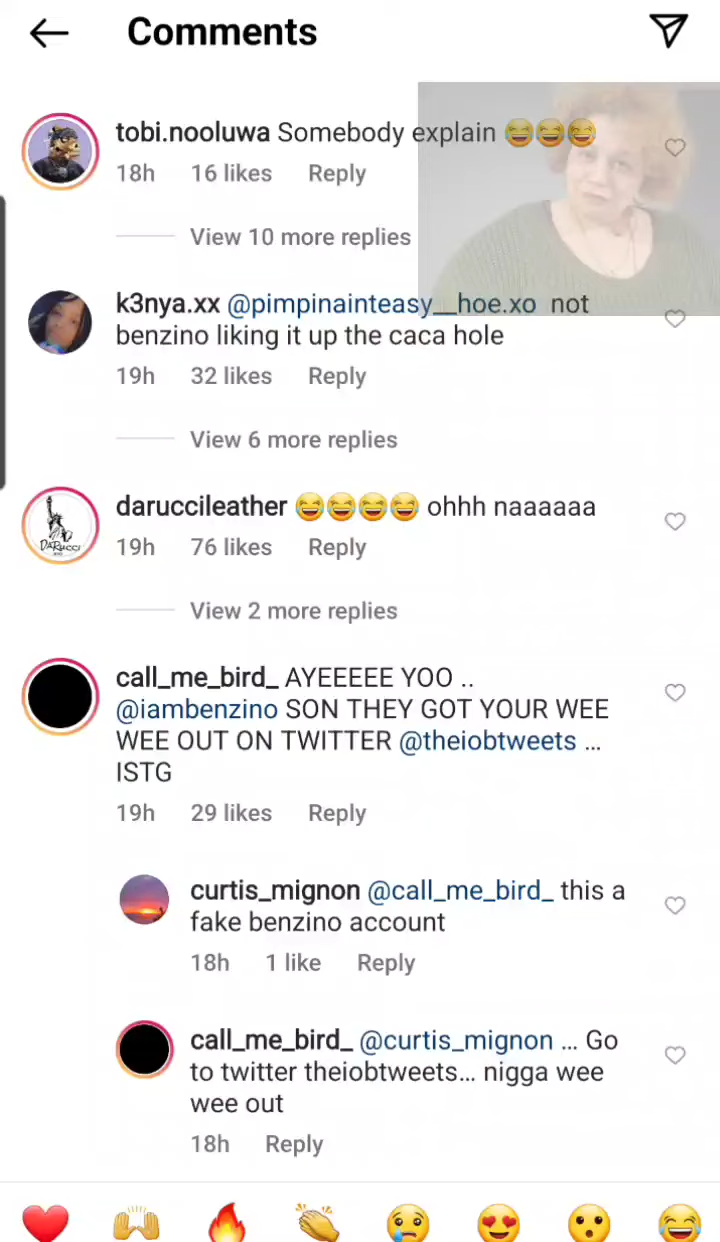 Comments
tobi.nooluwa Somebody explain 😂😂😂
18h 16 likes Reply
View 10 more replies
k3nya.xx @pimpinainteasy__hoe.xo not
benzino liking it up the caca hole
19h 32 likes Reply
View 6 more replies
daruccileather 😂😂😂😂 ohhh naaaaaa
19h 76 likes Reply
DaRucci
View 2 more replies
call_me_bird_ AYEEEEE YOO ..
@iambenzino SON THEY GOT YOUR WEE
WEE OUT ON TWITTER @theiobtweets ...
ISTG
19h 29 likes Reply
curtis_mignon @call_me_bird_ this a
fake benzino account
18h 1 like Reply
call_me_bird_ @curtis_mignon ... Go
to twitter theiobtweets... nigga wee
wee out
18h Reply